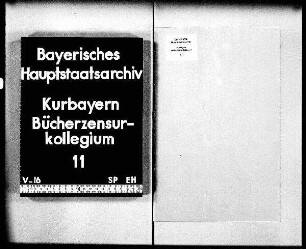 Bayerisches
Hauptstaatsarchiv
Kurbayern
Bücherzensur-
kollegium
11
V-16 SP EH